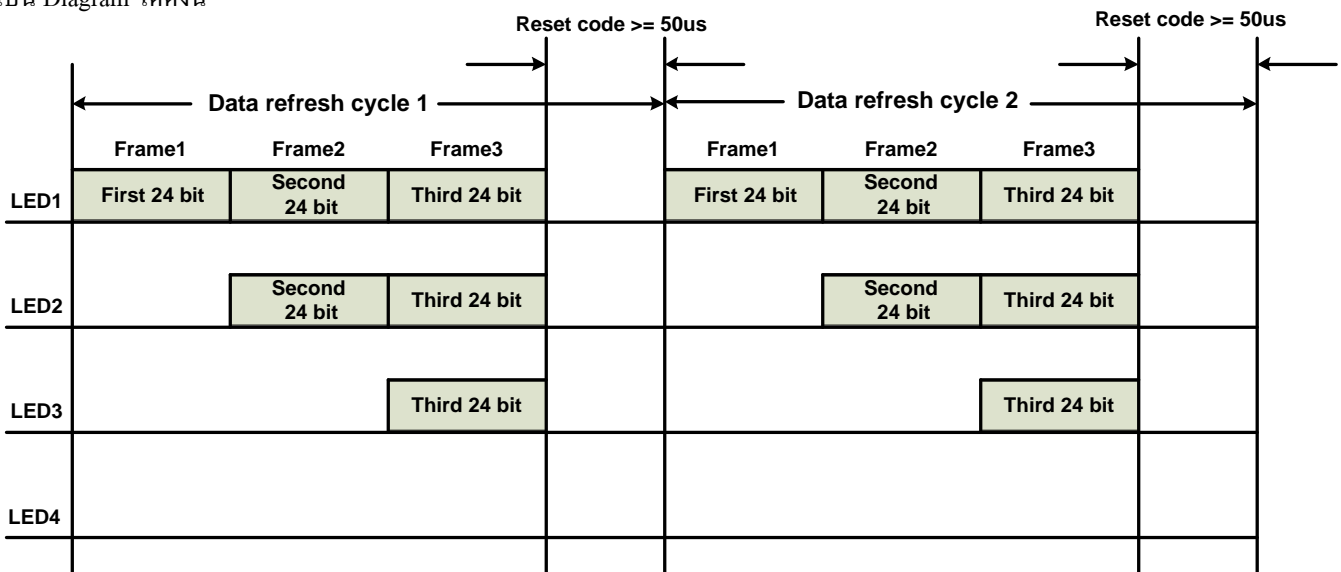 Diagram
Reset code >= 50us
Reset code >= 50us
Data refresh cycle 1
Data refresh cycle 2
Frame1 Frame2 Frame3 Frame1 Frame2 Frame3
LED1 First 24 bit Second 24 bit Third 24 bit First 24 bit Second 24 bit Third 24 bit
LED2 Second 24 bit Third 24 bit Second 24 bit Third 24 bit
LED3 Third 24 bit Third 24 bit
LED4